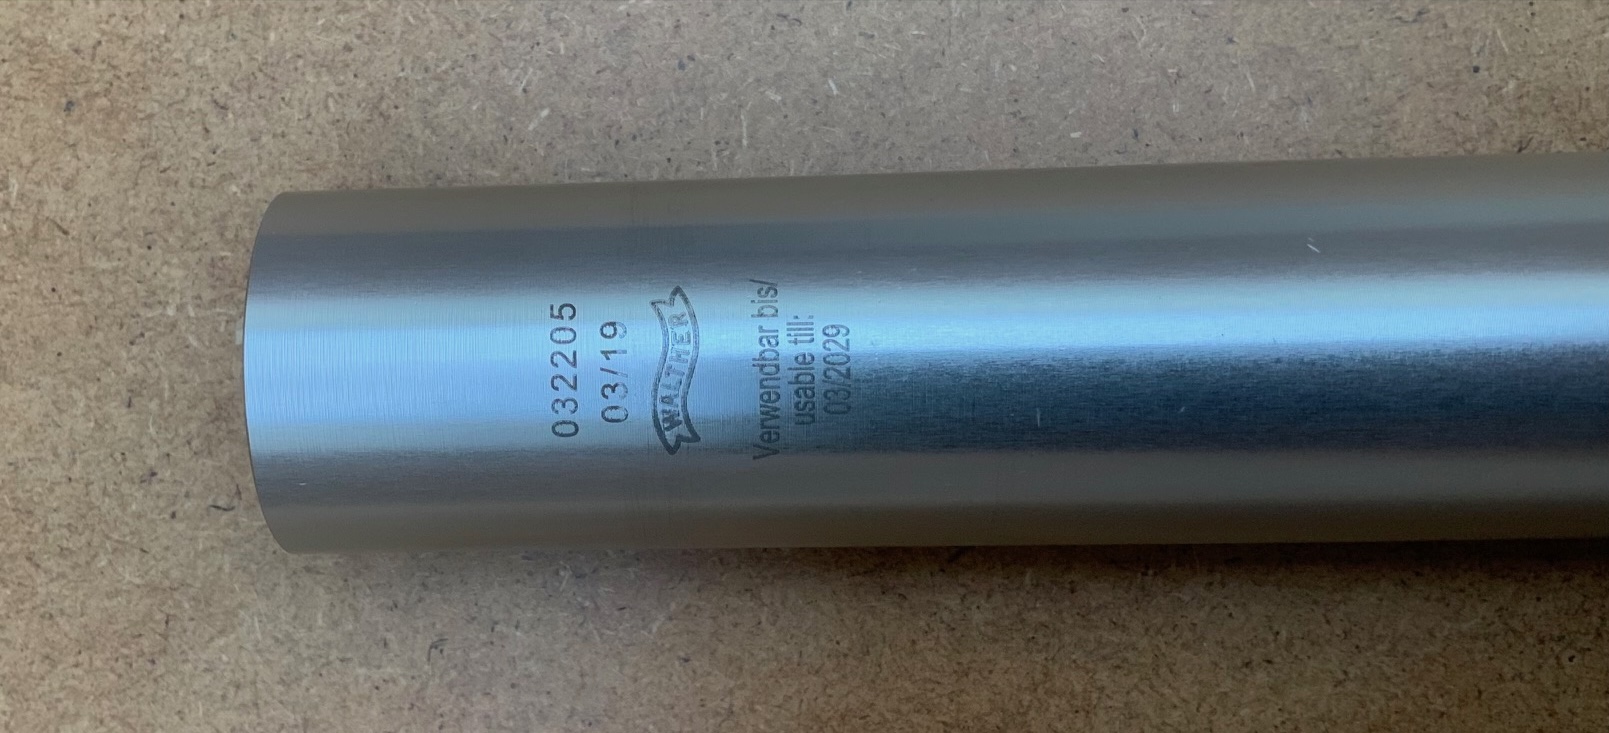 032205
03/19
WALTHER
Verwendbar bis/
usable till:
03/2029